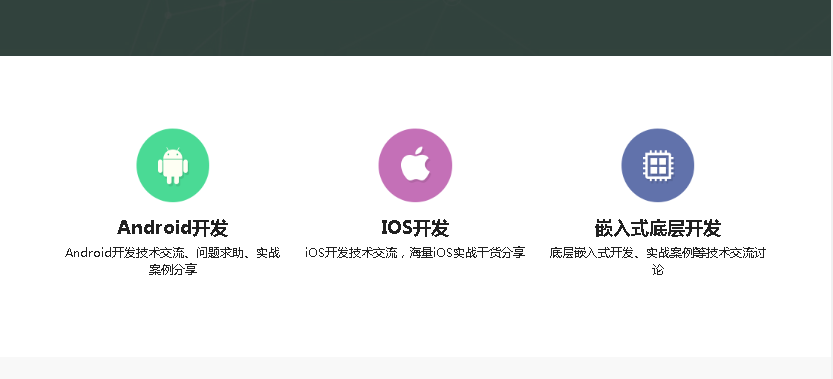 Android开发
IOS开发
嵌入式底层开发
Android开发技术交流、问题求助、实战
案例分享
iOS开发技术交流，海量iOS实战干货分享
底层嵌入式开发、实战案例等技术交流讨
论